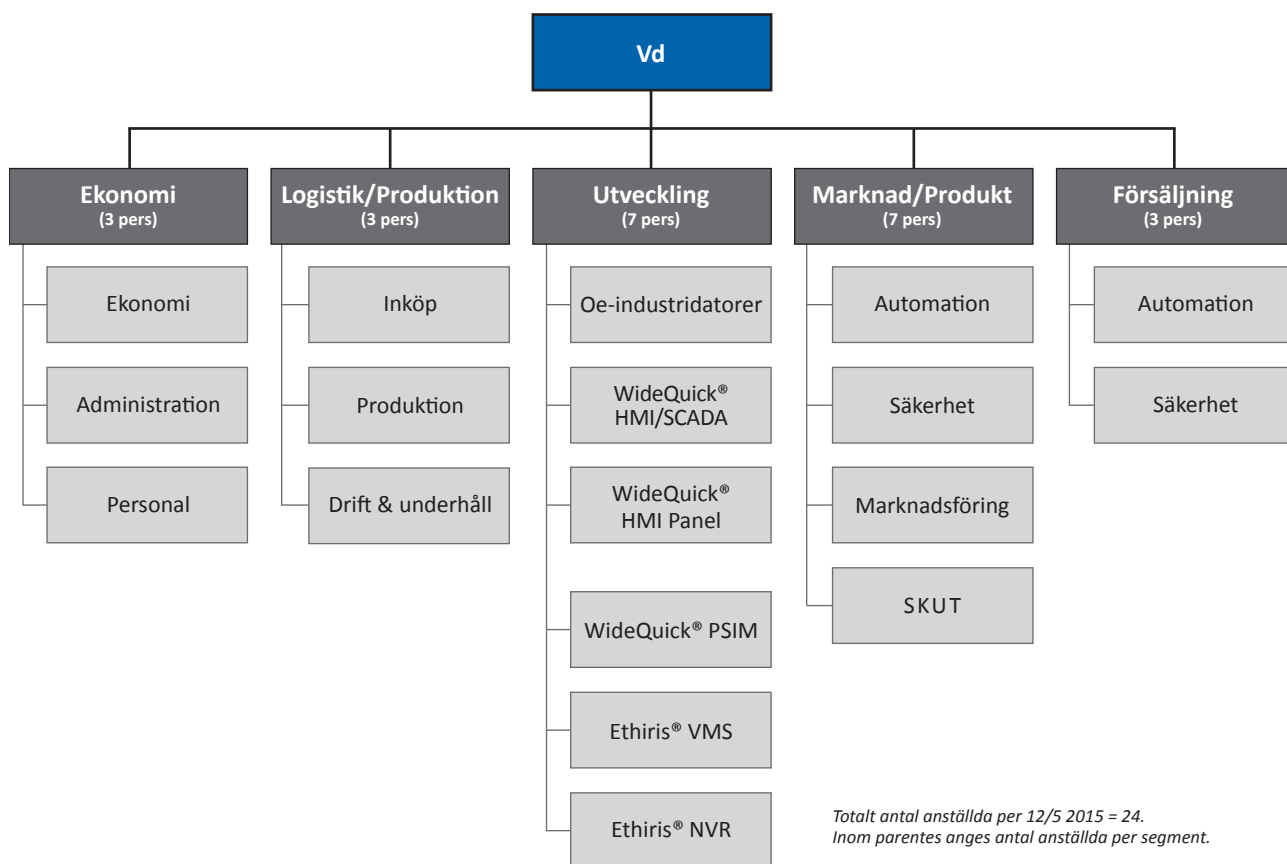 Vd
Ekonomi
(3 pers)
Ekonomi
Administration
Personal
Logistik/Produktion
(3 pers)
Inköp
Produktion
Drift & underhåll
Utveckling
(7 pers)
Oe-industridatorer
WideQuick®
HMI/SCADA
WideQuick®
HMI Panel
WideQuick® PSIM
Ethiris® VMS
Ethiris® NVR
Marknad/Produkt
(7 pers)
Automation
Säkerhet
Marknadsföring
SKUT
Försäljning
(3 pers)
Automation
Säkerhet
Totalt antal anställda per 12/5 2015 = 24.
Inom parentes anges antal anställda per segment.